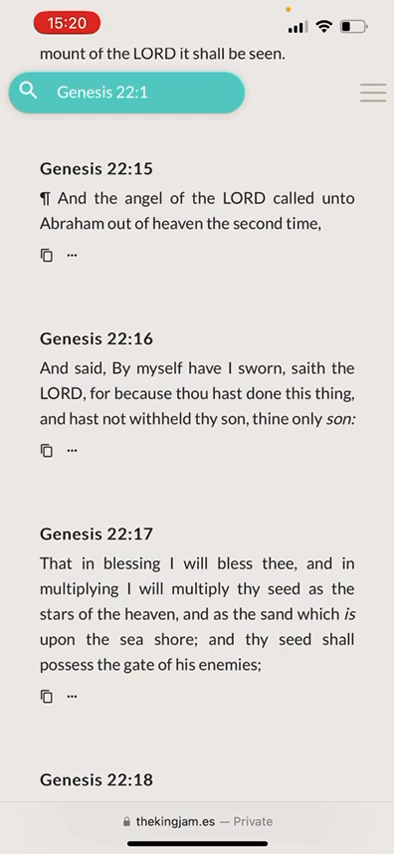 15:20
mount of the LORD it shall be seen.
Genesis 22:1
Genesis 22:15
¶ And the angel of the LORD called unto
Abraham out of heaven the second time,
Genesis 22:16
And said, By myself have I sworn, saith the
LORD, for because thou hast done this thing,
and hast not withheld thy son, thine only son:
Genesis 22:17
That in blessing I will bless thee, and in
multiplying I will multiply thy seed as the
stars of the heaven, and as the sand which is
upon the sea shore; and thy seed shall
possess the gate of his enemies;
Genesis 22:18
thekingjam.es — Private